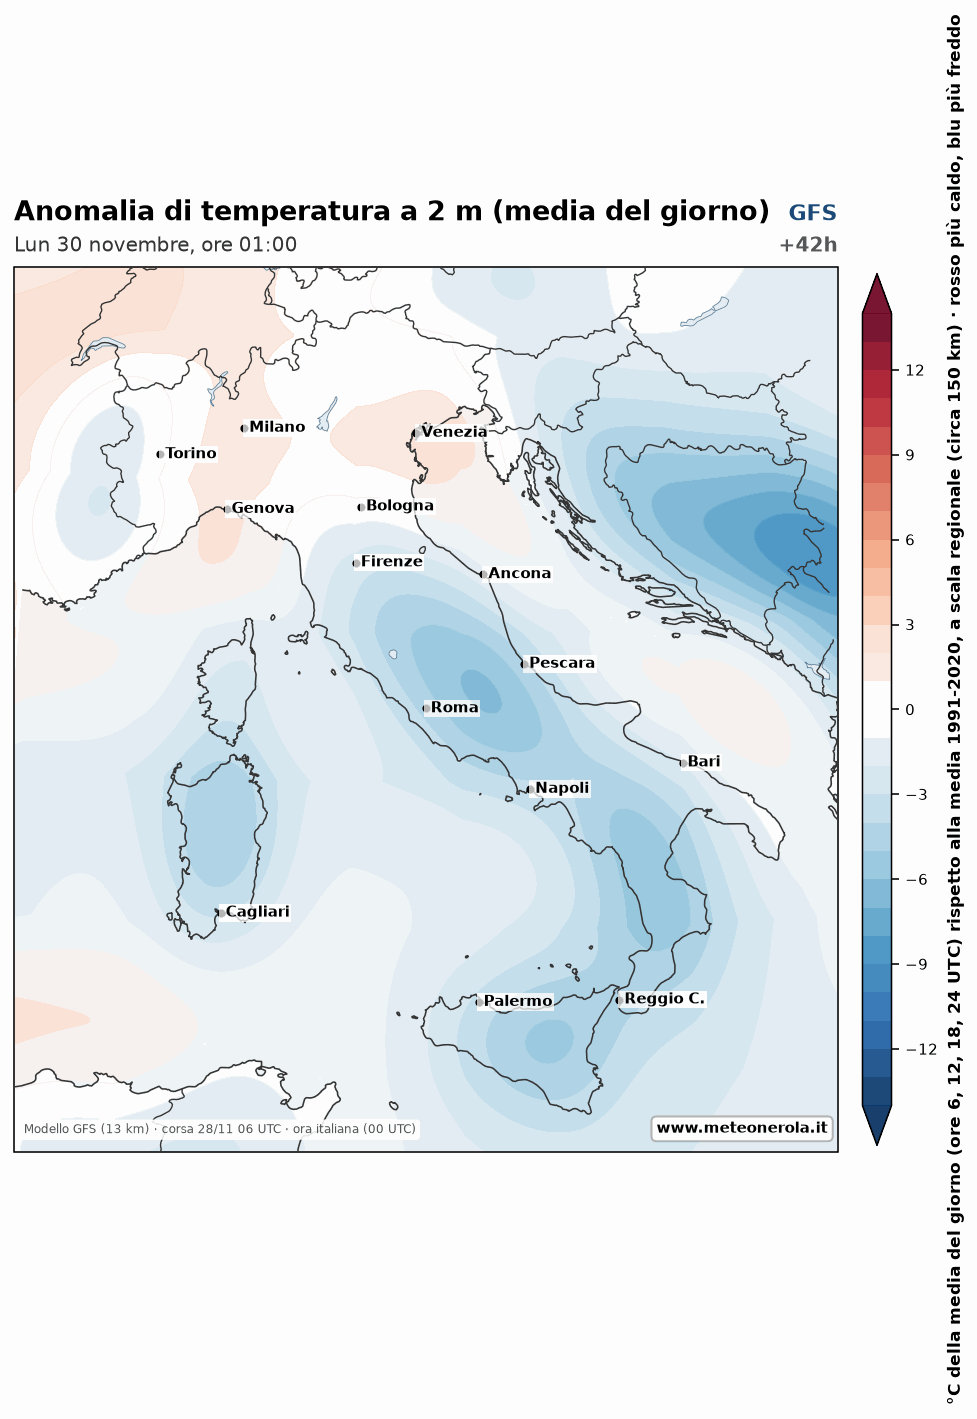 Anomalia di temperatura a 2 m (media del giorno)
GFS
Lun 30 novembre, ore 01:00
+42h
Milano
Venezia
Torino
Genova
Bologna
Firenze
Ancona
Pescara
Roma
Bari
Napoli
Cagliari
Palermo
Reggio C.
Modello GFS (13 km) · corsa 28/11 06 UTC · ora italiana (00 UTC)
www.meteonerola.it
12
9
6
3
0
−3
−6
−9
−12
°C della media del giorno (ore 6, 12, 18, 24 UTC) rispetto alla media 1991-2020, a scala regionale (circa 150 km) · rosso più caldo, blu più freddo